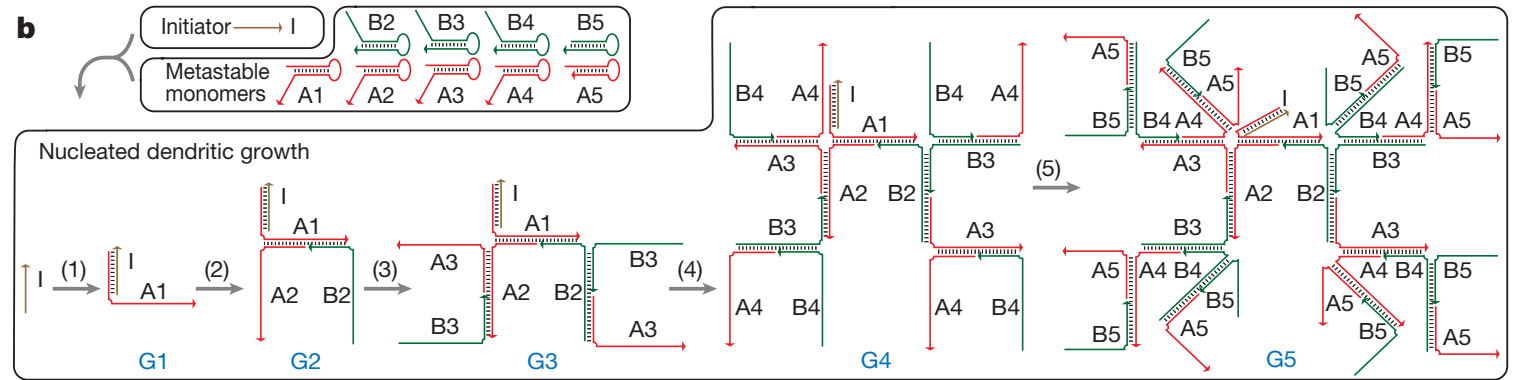 b
Initiator I
B2 B3 B4 B5
Metastable
monomers
A1 A2 A3 A4 A5
Nucleated dendritic growth
I (1) I A1 G1
(2) I A1 A2 B2 G2
(3) I A1 A3 A2 B2 B3 B3 A3 G3
(4) B4 A4 I A1 B4 A4
A3 B3
A2 B2
B3 A3
A4 B4 A4 B4
G4
(5)
A5 B5 A5 I B5 A5 B5
B5 B4 A4 A1 B4 A4 A5
A3 B3
A2 B2
B3 A3
A5 A4 B4 A4 B4 B5
B5 A5
B5 A5 B5 A5
G5